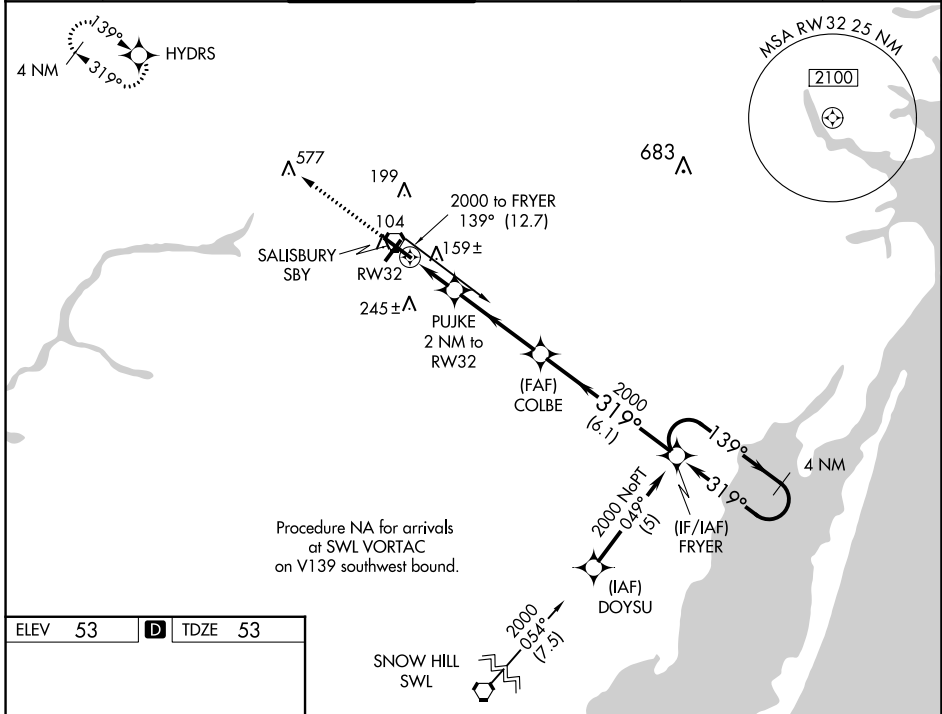 139°
HYDRS
4 NM
319°
MSA RW 32 25 NM
2100
577
199
683
2000 to FRYER
139° (12.7)
104
159±
SALISBURY
SBY
RW32
245±
PUJKE
2 NM to
RW32
(FAF)
COLBE
2000
319°
(6.1)
139°
4 NM
319°
2000 NoPT
049°
(5)
(IF/IAF)
FRYER
Procedure NA for arrivals
at SWL VORTAC
on V139 southwest bound.
(IAF)
DOYSU
ELEV 53 D TDZE 53
2000
054°
(7.5)
SNOW HILL
SWL